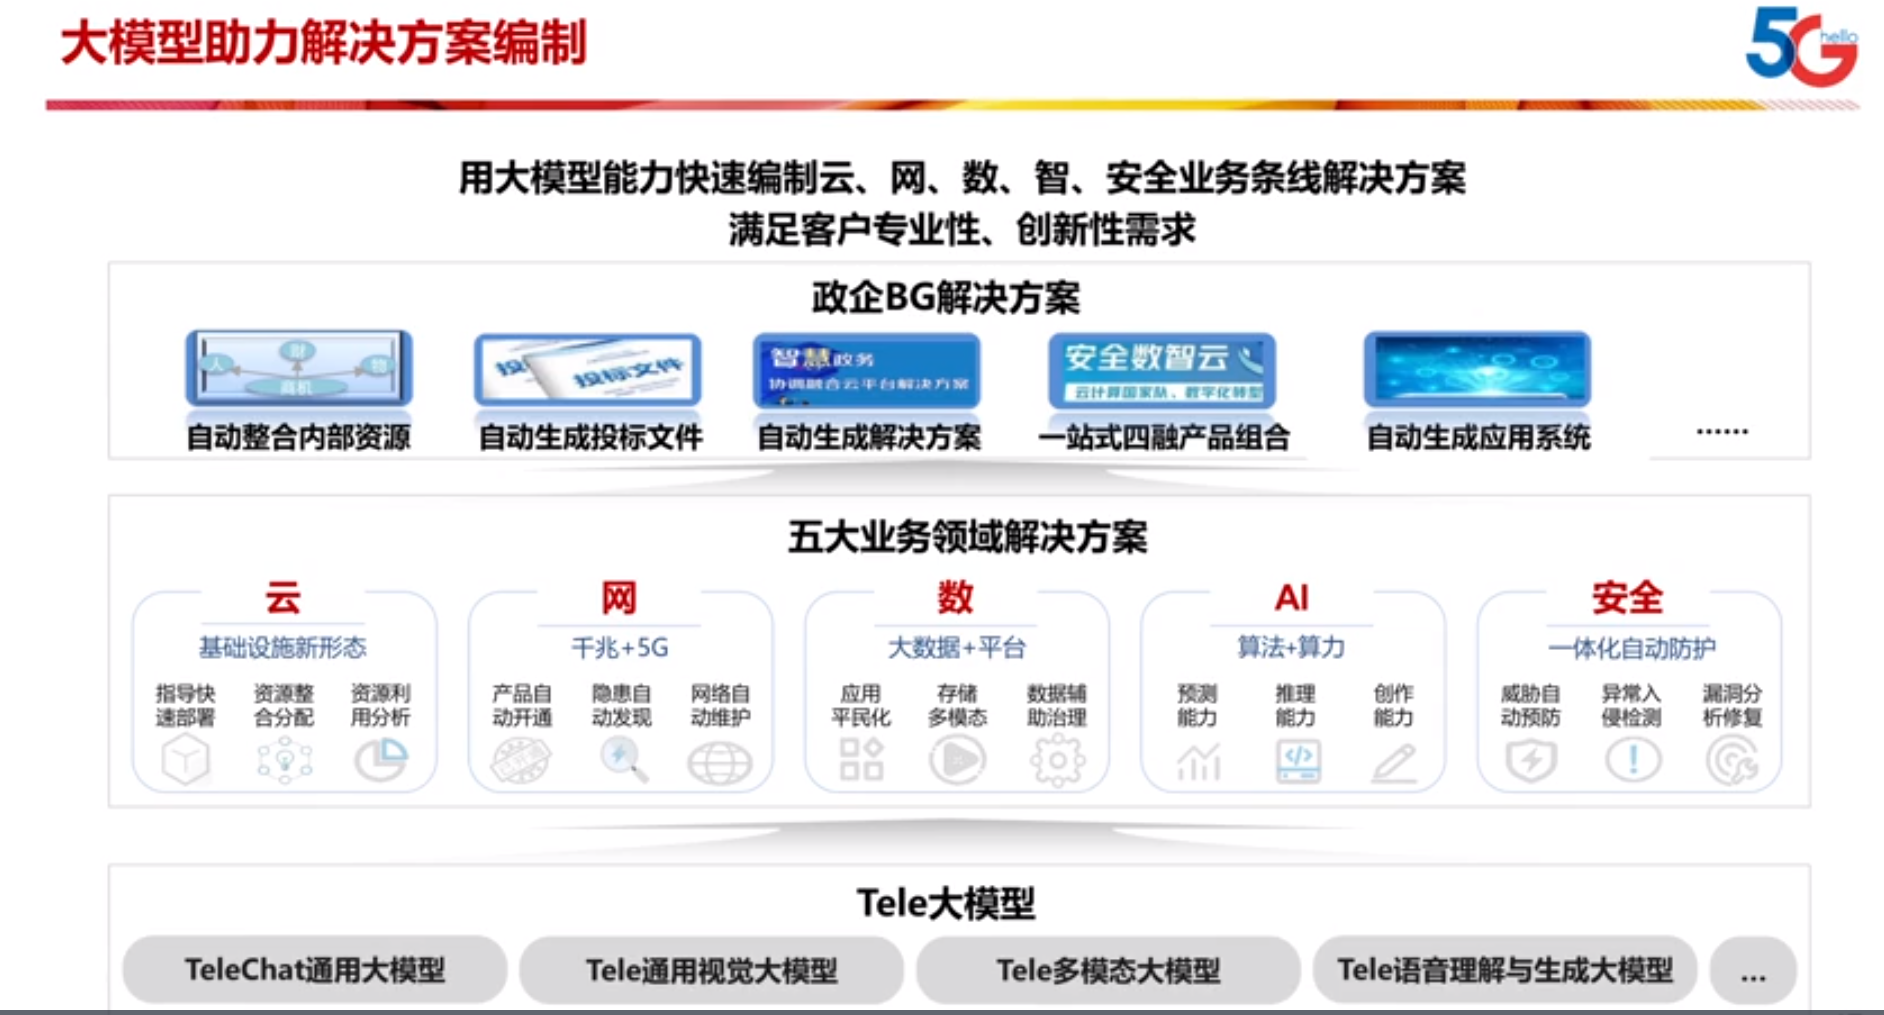 大模型助力解决方案编制
5G
hello
用大模型能力快速编制云、网、数、智、安全业务条线解决方案
满足客户专业性、创新性需求
政企BG解决方案
人
财
物
商机
投标文件
智慧政务
协调融合云平台解决方案
安全数智云
云计算国家队、数字化转型
自动整合内部资源
自动生成投标文件
自动生成解决方案
一站式四融产品组合
自动生成应用系统
......
五大业务领域解决方案
云
基础设施新形态
指导快
速部署
资源整
合分配
资源利
用分析
网
千兆+5G
产品自
动开通
隐患自
动发现
网络自
动维护
数
大数据+平台
应用
平民化
存储
多模态
数据辅
助治理
AI
算法+算力
预测
能力
推理
能力
创作
能力
安全
一体化自动防护
威胁自
动预防
异常入
侵检测
漏洞分
析修复
Tele大模型
TeleChat通用大模型
Tele通用视觉大模型
Tele多模态大模型
Tele语音理解与生成大模型
...